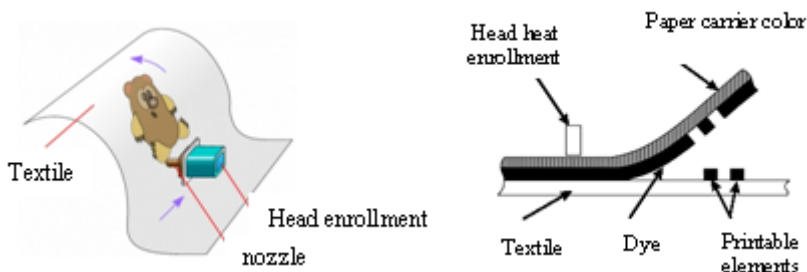 Textile
Head enrollment
nozzle
Head heat
enrollment
Paper carrier color
Textile
Dye
Printable
elements